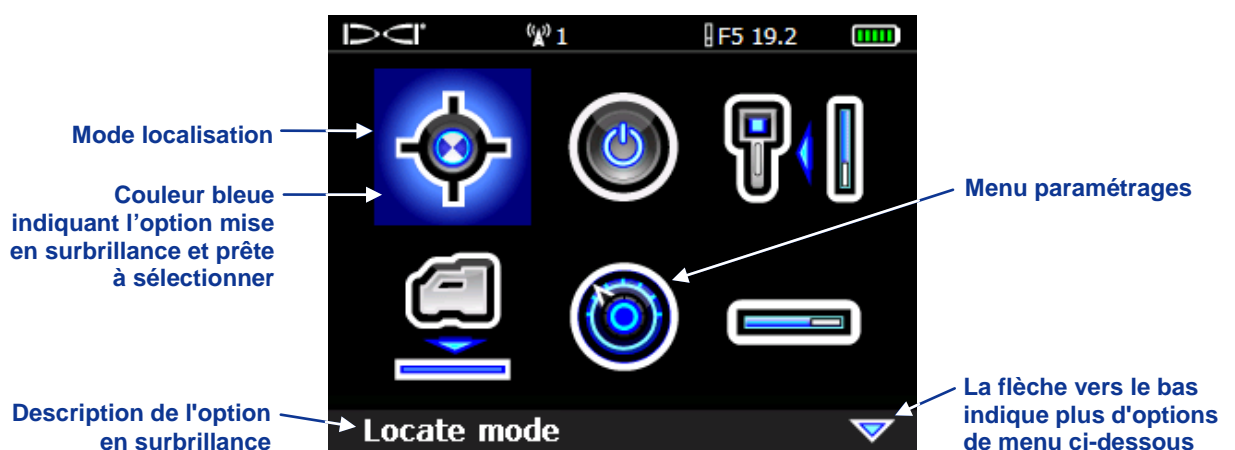 DCI
1
F5 19.2
Mode localisation
Couleur bleue
indiquant l’option mise
en surbrillance et prête
à sélectionner
Menu paramétrages
Description de l'option
en surbrillance
Locate mode
La flèche vers le bas
indique plus d'options
de menu ci-dessous